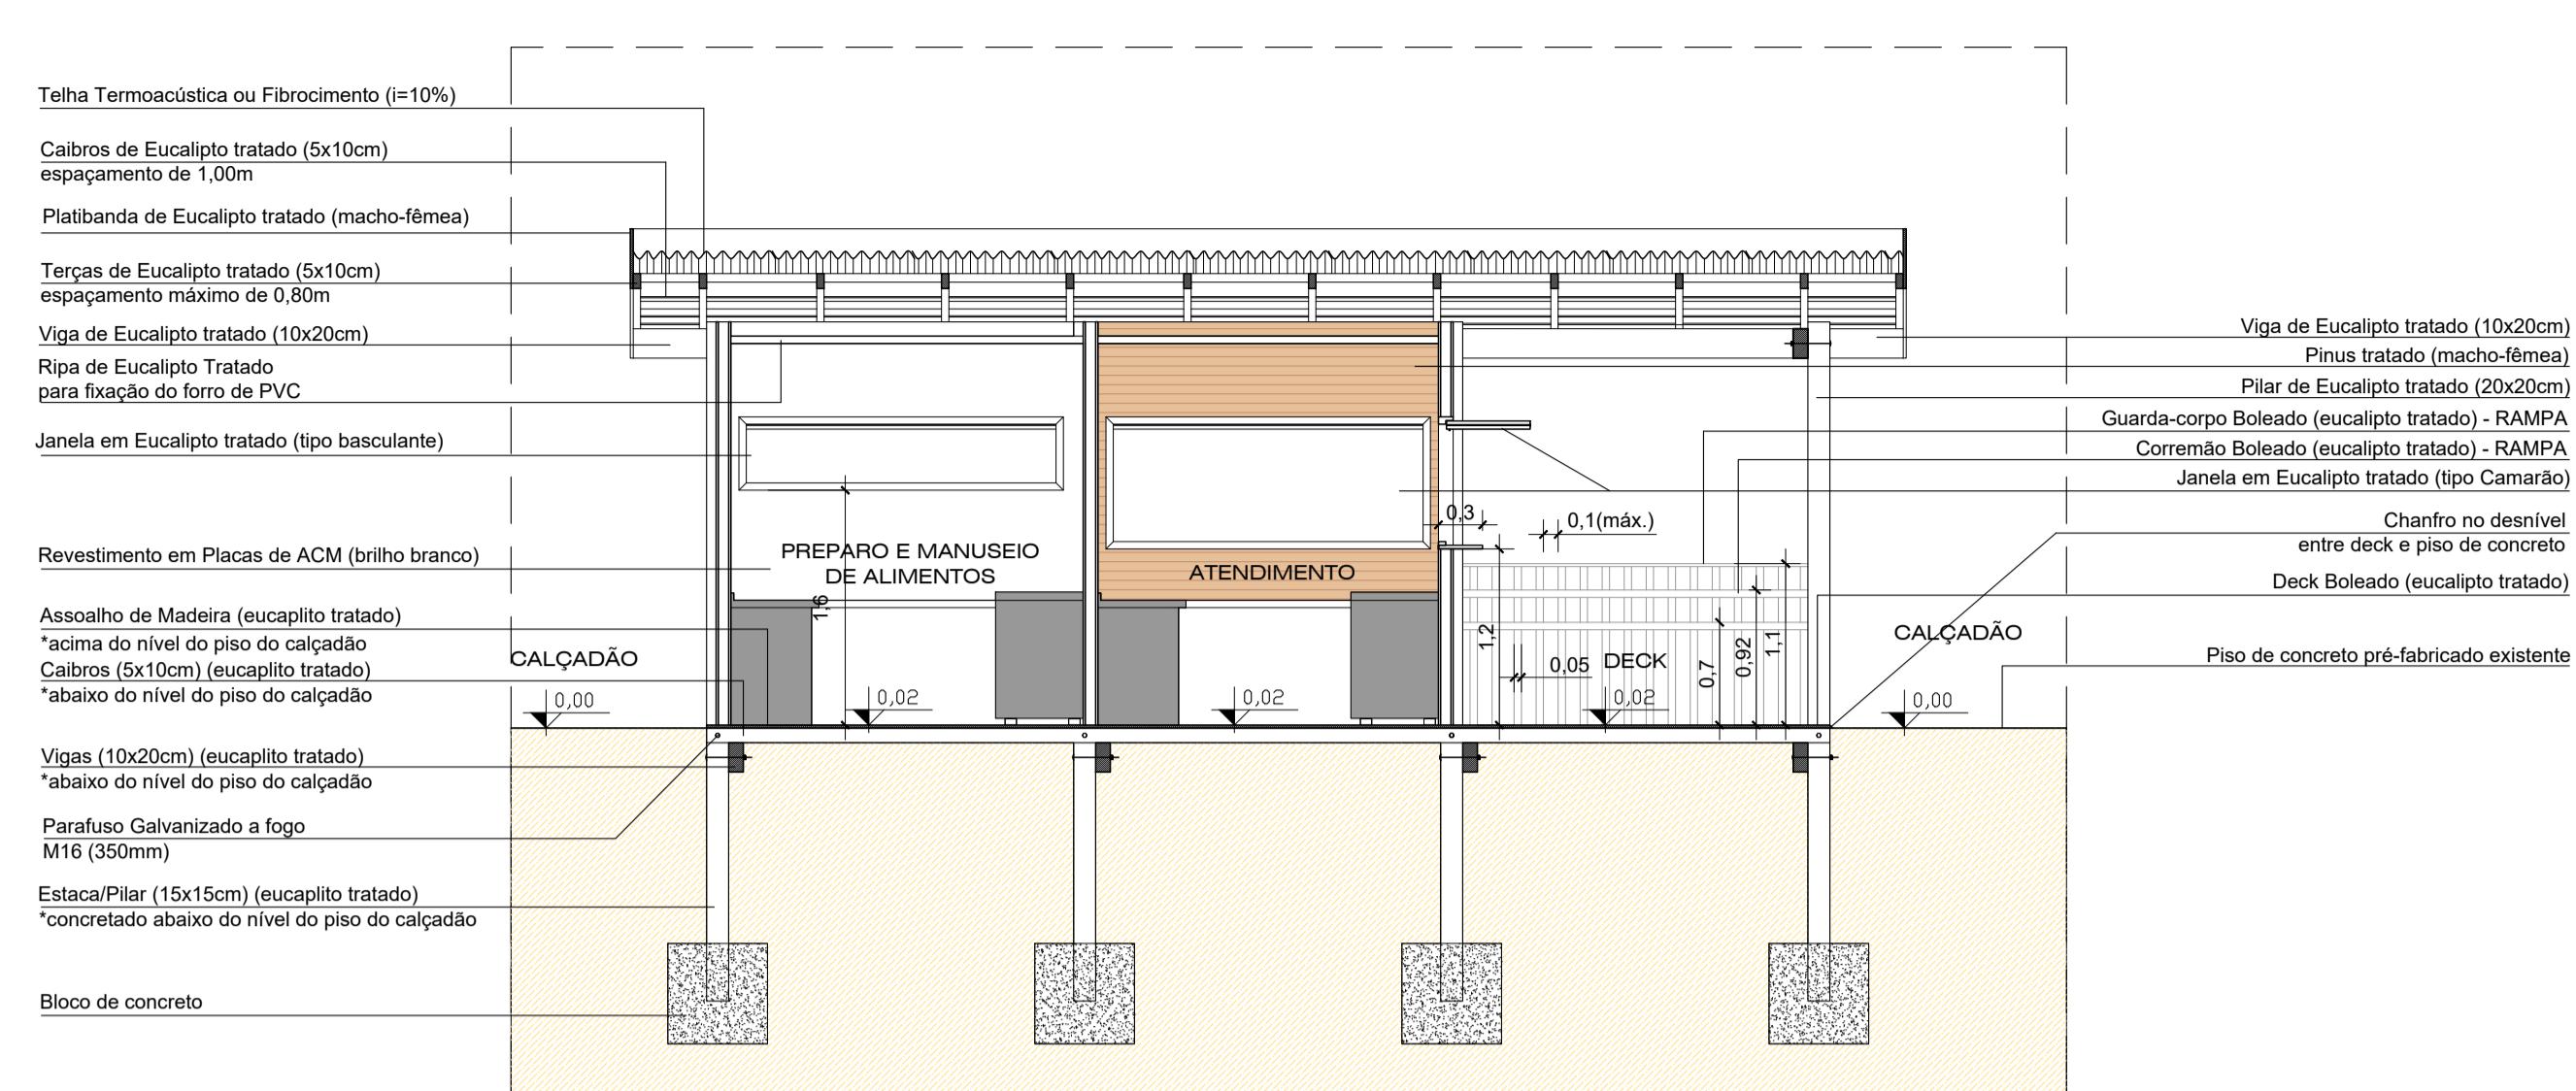 Telha Termoacústica ou Fibrocimento (i=10%)
Caibros de Eucalipto tratado (5x10cm)
espaçamento de 1,00m
Platibanda de Eucalipto tratado (macho-fêmea)
Terças de Eucalipto tratado (5x10cm)
espaçamento máximo de 0,80m
Viga de Eucalipto tratado (10x20cm)
Ripa de Eucalipto Tratado
para fixação do forro de PVC
Janela em Eucalipto tratado (tipo basculante)
Revestimento em Placas de ACM (brilho branco)
Assoalho de Madeira (eucaplito tratado)
*acima do nível do piso do calçadão
Caibros (5x10cm) (eucaplito tratado)
*abaixo do nível do piso do calçadão
Vigas (10x20cm) (eucaplito tratado)
*abaixo do nível do piso do calçadão
Parafuso Galvanizado a fogo
M16 (350mm)
Estaca/Pilar (15x15cm) (eucaplito tratado)
*concretado abaixo do nível do piso do calçadão
Bloco de concreto
CALÇADÃO
0,00
PREPARO E MANUSEIO
DE ALIMENTOS
1,6
0,02
ATENDIMENTO
0,02
0,3
0,1(máx.)
1,2
0,05
DECK
0,02
0,7
0,92
1,1
CALÇADÃO
0,00
Viga de Eucalipto tratado (10x20cm)
Pinus tratado (macho-fêmea)
Pilar de Eucalipto tratado (20x20cm)
Guarda-corpo Boleado (eucalipto tratado) - RAMPA
Corremão Boleado (eucalipto tratado) - RAMPA
Janela em Eucalipto tratado (tipo Camarão)
Chanfro no desnível
entre deck e piso de concreto
Deck Boleado (eucalipto tratado)
Piso de concreto pré-fabricado existente